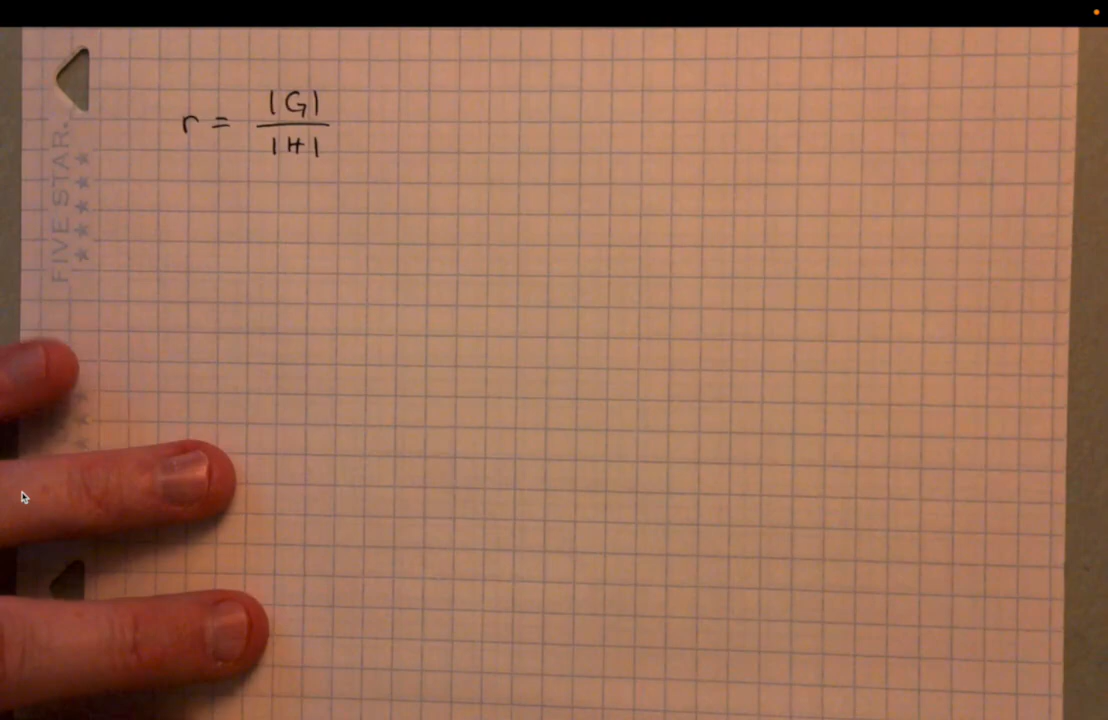 r = |G| / |H|
FIVE STAR.
★★★★★